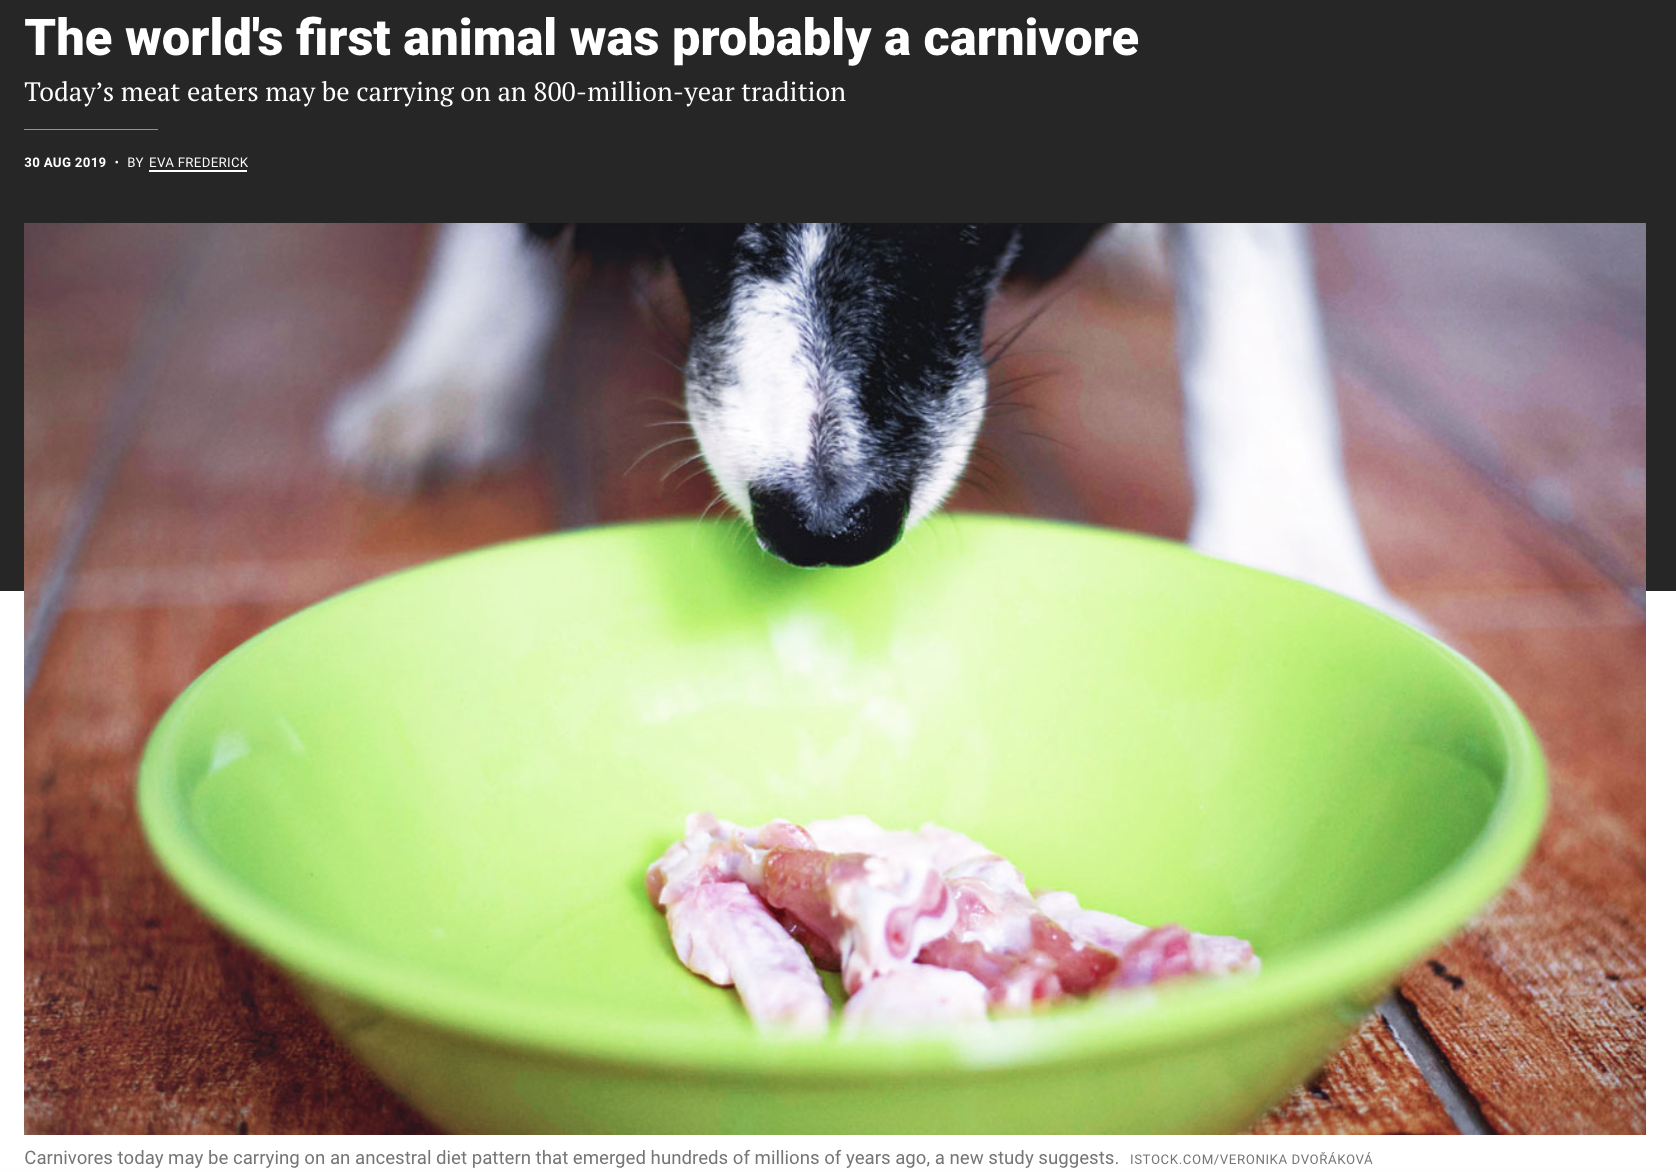 The world's first animal was probably a carnivore
Today’s meat eaters may be carrying on an 800-million-year tradition
30 AUG 2019 • BY EVA FREDERICK
Carnivores today may be carrying on an ancestral diet pattern that emerged hundreds of millions of years ago, a new study suggests. ISTOCK.COM/VERONIKA DVOŘÁKOVÁ